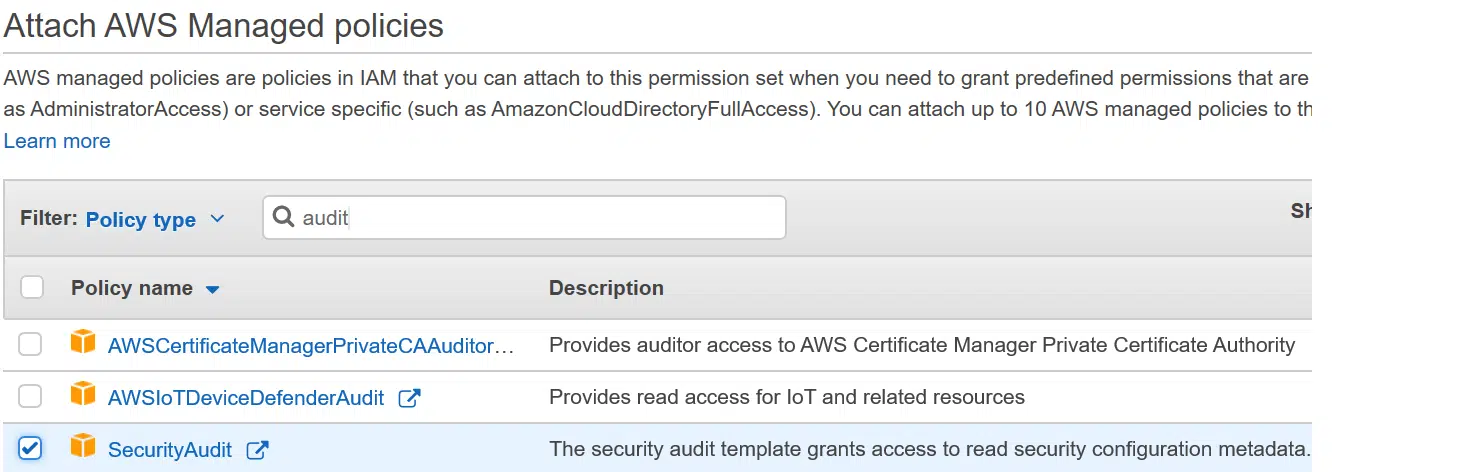 Attach AWS Managed policies
AWS managed policies are policies in IAM that you can attach to this permission set when you need to grant predefined permissions that are
as AdministratorAccess) or service specific (such as AmazonCloudDirectoryFullAccess). You can attach up to 10 AWS managed policies to th
Learn more
Filter: Policy type audit Sh
Policy name Description
AWSCertificateManagerPrivateCAAuditor… Provides auditor access to AWS Certificate Manager Private Certificate Authority
AWSIoTDeviceDefenderAudit Provides read access for IoT and related resources
SecurityAudit The security audit template grants access to read security configuration metadata.